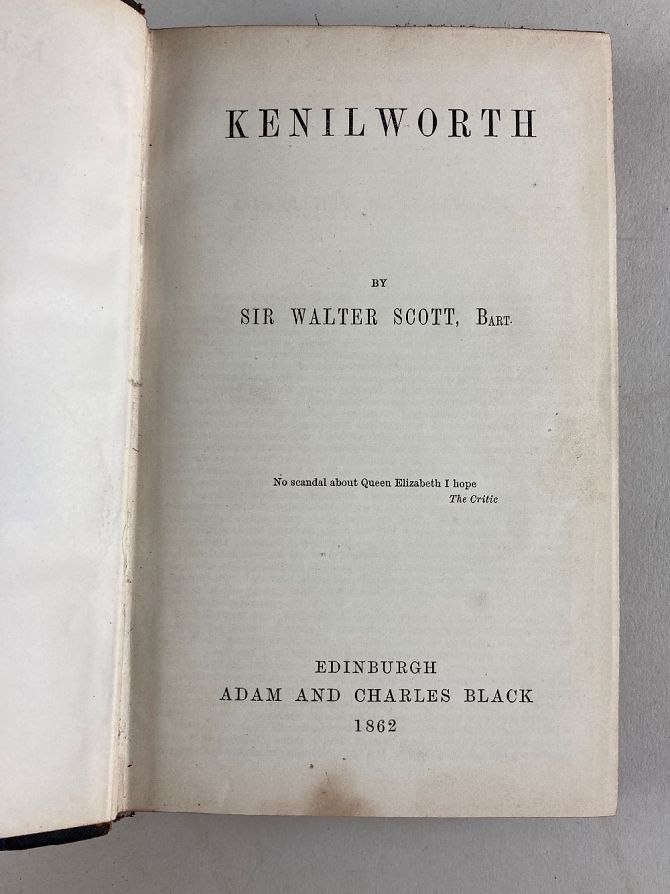 KENILWORTH
BY
SIR WALTER SCOTT, BART.
No scandal about Queen Elizabeth I hope
The Critic
EDINBURGH
ADAM AND CHARLES BLACK
1862